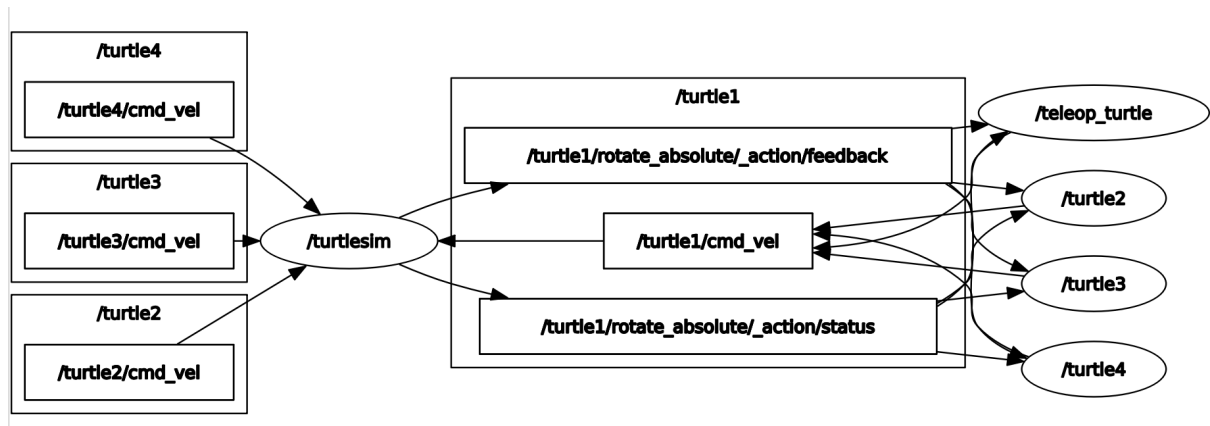 /turtle4
/turtle4/cmd_vel
/turtle3
/turtle3/cmd_vel
/turtle2
/turtle2/cmd_vel
/turtlesim
/turtle1
/turtle1/rotate_absolute/_action/feedback
/turtle1/cmd_vel
/turtle1/rotate_absolute/_action/status
/teleop_turtle
/turtle2
/turtle3
/turtle4